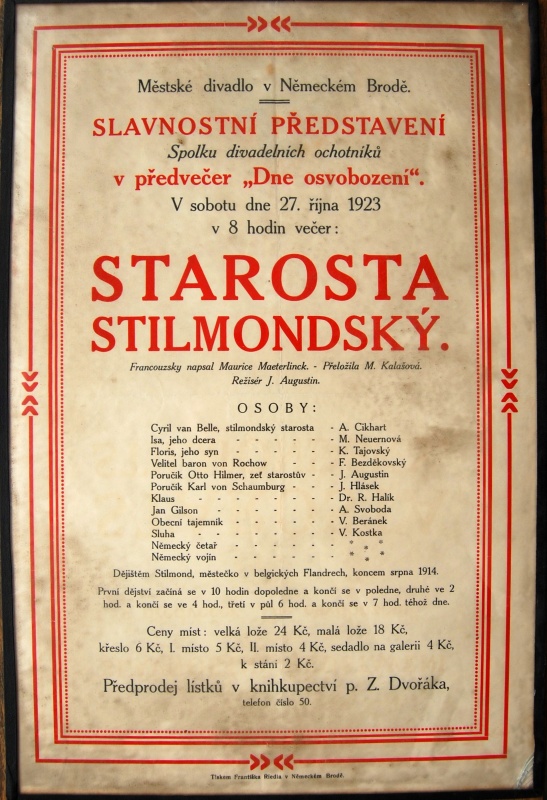 Městské divadlo v Německém Brodě.
SLAVNOSTNÍ PŘEDSTAVENÍ
Spolku divadelních ochotníků
v předvečer „Dne osvobození“.
V sobotu dne 27. října 1923
v 8 hodin večer:
STAROSTA
STILMONDSKÝ.
Francouzsky napsal Maurice Maeterlinck. - Přeložila M. Kalašová.
Režisér J. Augustin.
OSOBY:
Cyril van Belle, stilmondský starosta - A. Cikhart
Isa, jeho dcera - - - - - - M. Neuernová
Floris, jeho syn - - - - - - K. Tajovský
Velitel baron von Rochow - - - F. Bezděkovský
Poručík Otto Hilmer, zeť starostův - - J. Augustin
Poručík Karl von Schaumburg - - - J. Hlásek
Klaus - - - - - - - Dr. R. Halík
Jan Gilson - - - - - - A. Svoboda
Obecní tajemník - - - - - - V. Beránek
Sluha - - - - - - - V. Kostka
Německý četař - - - - - - * * *
Německý vojín - - - - - - * * *
Dějištěm Stilmond, městečko v belgických Flandrech, koncem srpna 1914.
První dějství začíná se v 10 hodin dopoledne a končí se v poledne, druhé ve 2
hod. a končí se ve 4 hod., třetí v půl 6 hod. a končí se v 7 hod. téhož dne.
Ceny míst: velká lože 24 Kč, malá lože 18 Kč,
křeslo 6 Kč, I. místo 5 Kč, II. místo 4 Kč, sedadlo na galerii 4 Kč,
k stání 2 Kč.
Předprodej lístků v knihkupectví p. Z. Dvořáka,
telefon číslo 50.
Tiskem Františka Riedla v Německém Brodě.